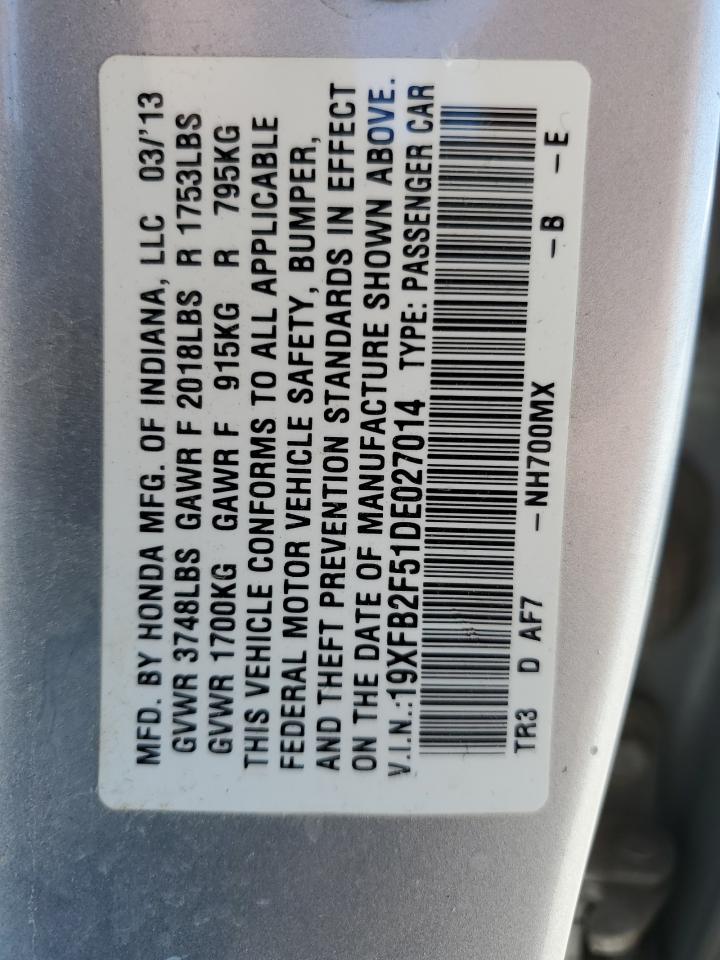 MFD. BY HONDA MFG. OF INDIANA, LLC 03/'13
GVWR 3748LBS GAWR F 2018LBS R 1753LBS
GVWR 1700KG GAWR F 915KG R 795KG
THIS VEHICLE CONFORMS TO ALL APPLICABLE
FEDERAL MOTOR VEHICLE SAFETY, BUMPER,
AND THEFT PREVENTION STANDARDS IN EFFECT
ON THE DATE OF MANUFACTURE SHOWN ABOVE.
V.I.N.:19XFB2F51DE027014 TYPE: PASSENGER CAR
TR3 D AF7 -NH700MX -B -E